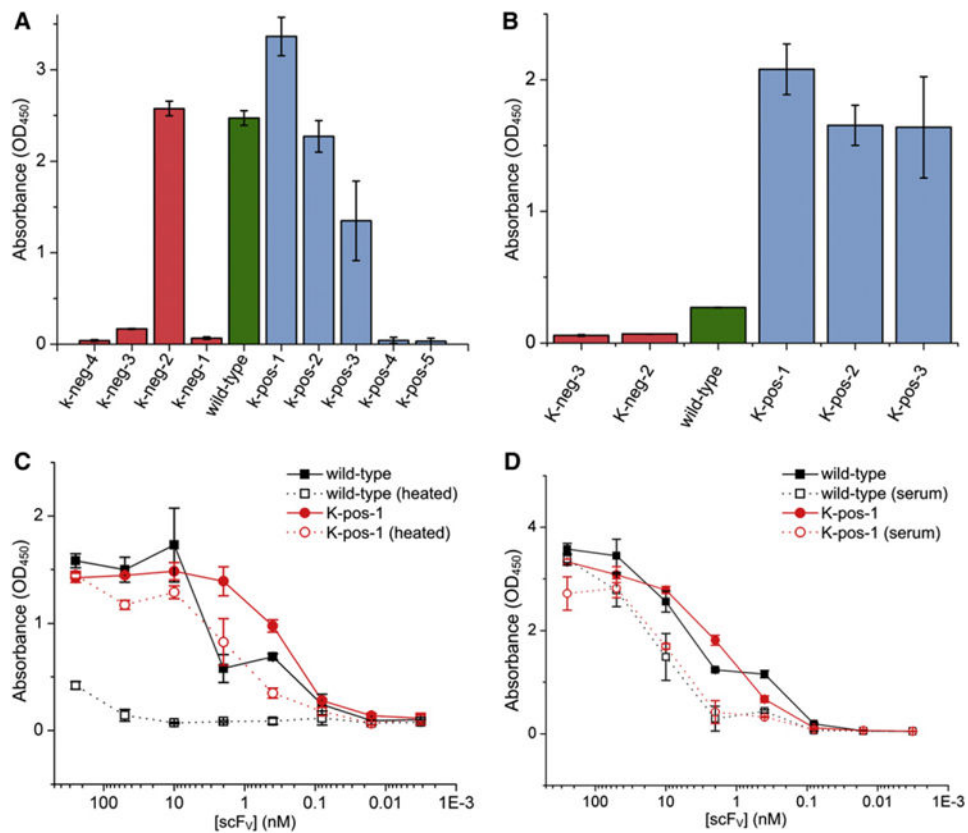 A
Absorbance (OD450)
3
2
1
0
k-neg-4
k-neg-3
k-neg-2
k-neg-1
wild-type
k-pos-1
k-pos-2
k-pos-3
k-pos-4
k-pos-5
B
Absorbance (OD450)
2
1
0
K-neg-3
K-neg-2
wild-type
K-pos-1
K-pos-2
K-pos-3
C
wild-type
wild-type (heated)
K-pos-1
K-pos-1 (heated)
Absorbance (OD450)
2
1
0
100 10 1 0.1 0.01 1E-3
[scFV] (nM)
D
wild-type
wild-type (serum)
K-pos-1
K-pos-1 (serum)
Absorbance (OD450)
4
2
0
100 10 1 0.1 0.01 1E-3
[scFV] (nM)